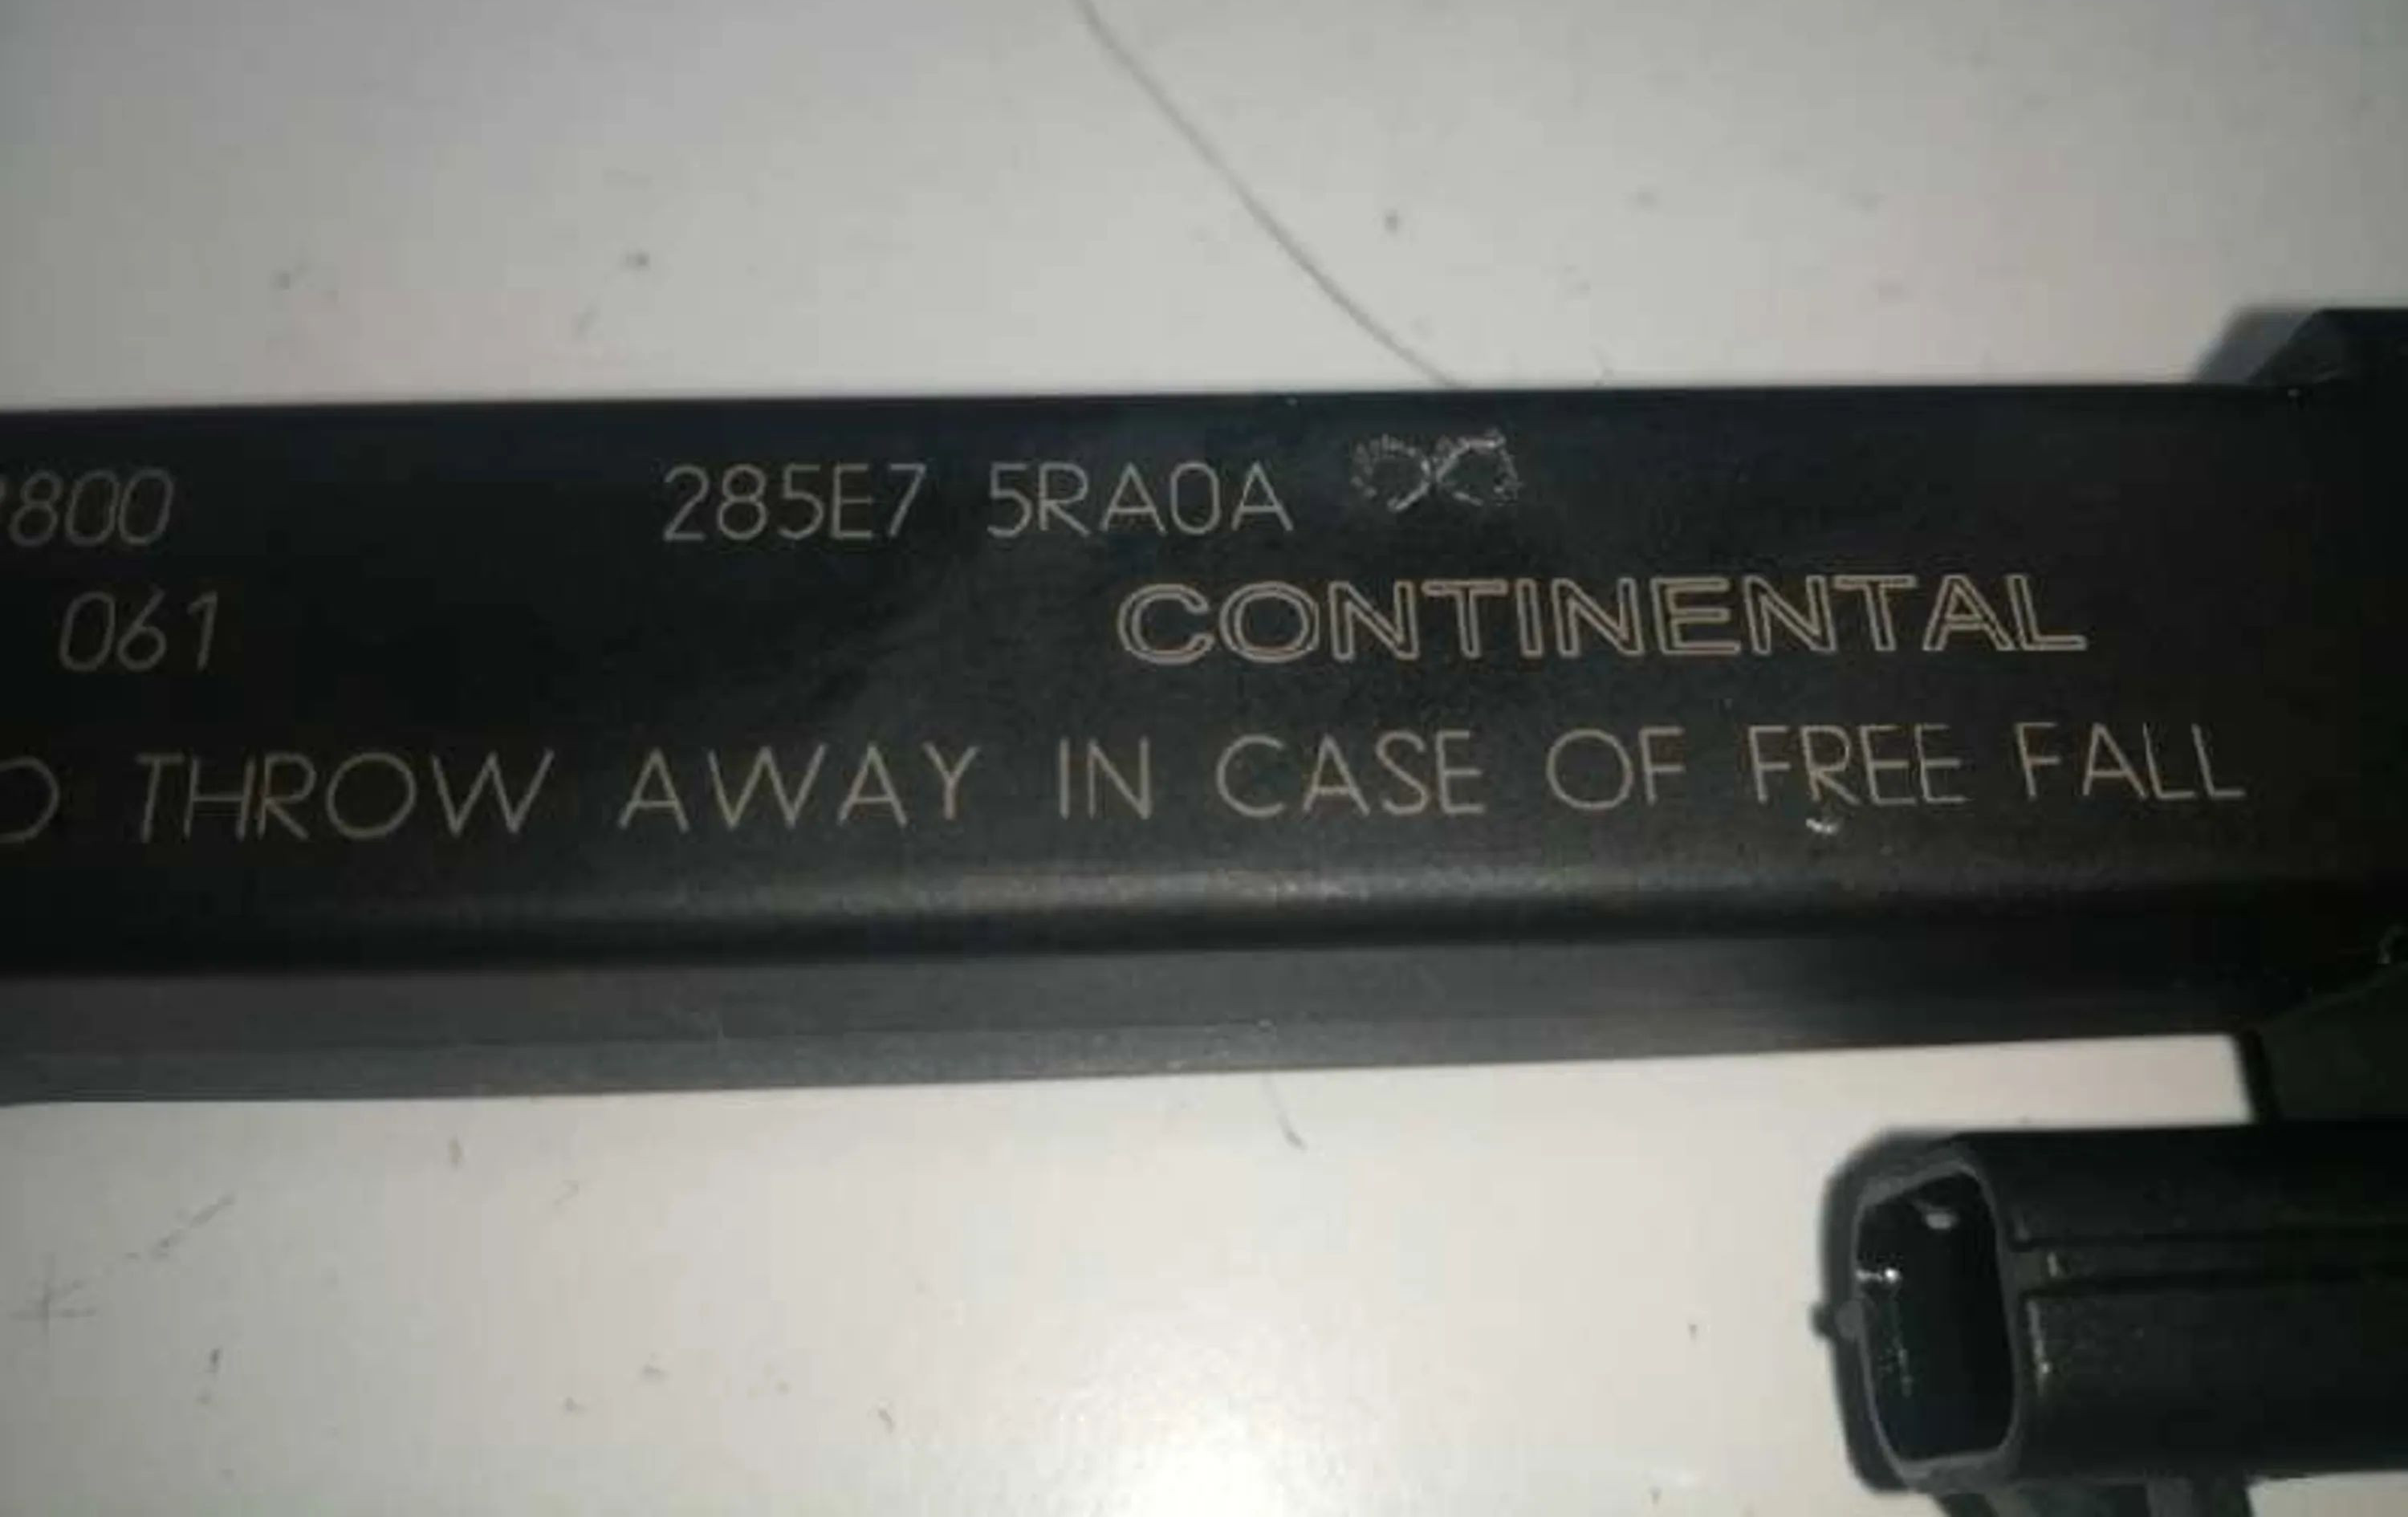 800 285E7 5RA0A
061 CONTINENTAL
THROW AWAY IN CASE OF FREE FALL